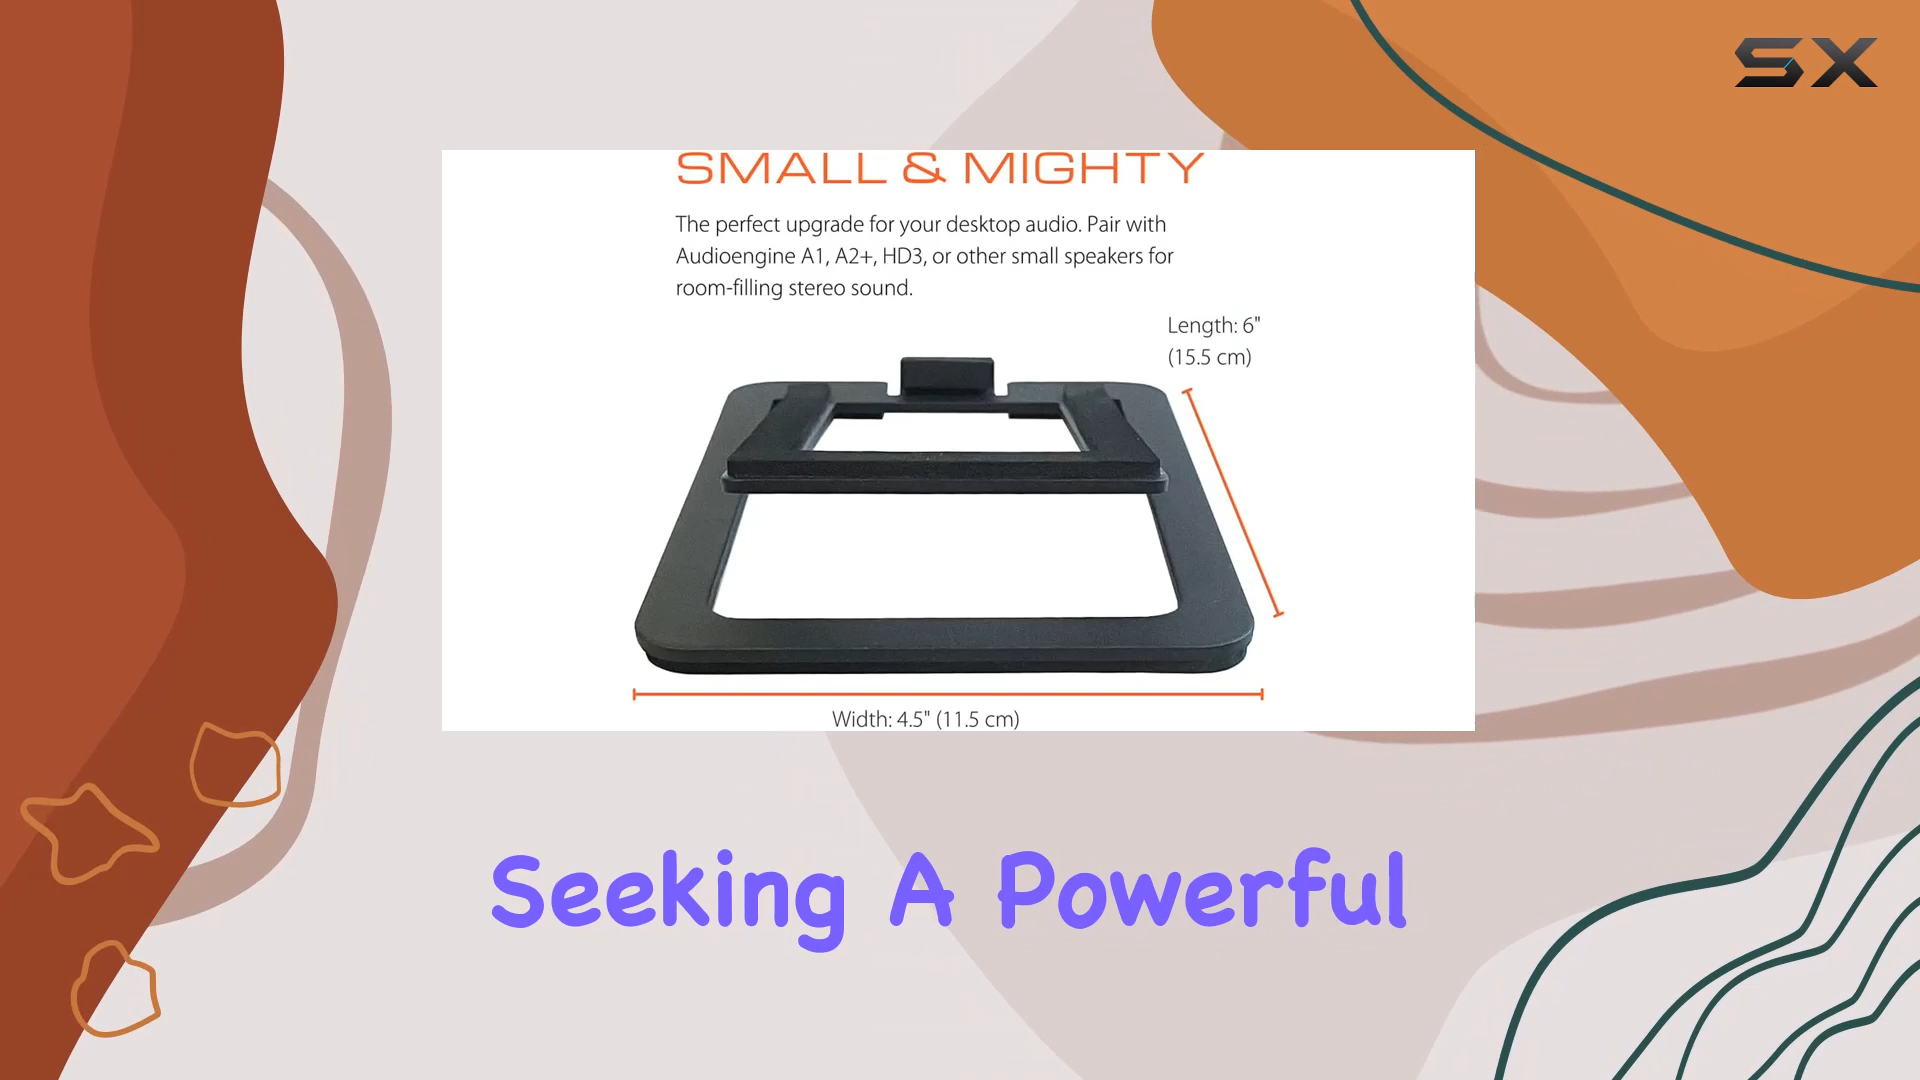 SX
SMALL & MIGHTY
The perfect upgrade for your desktop audio. Pair with
Audioengine A1, A2+, HD3, or other small speakers for
room-filling stereo sound.
Length: 6"
(15.5 cm)
Width: 4.5" (11.5 cm)
Seeking A Powerful